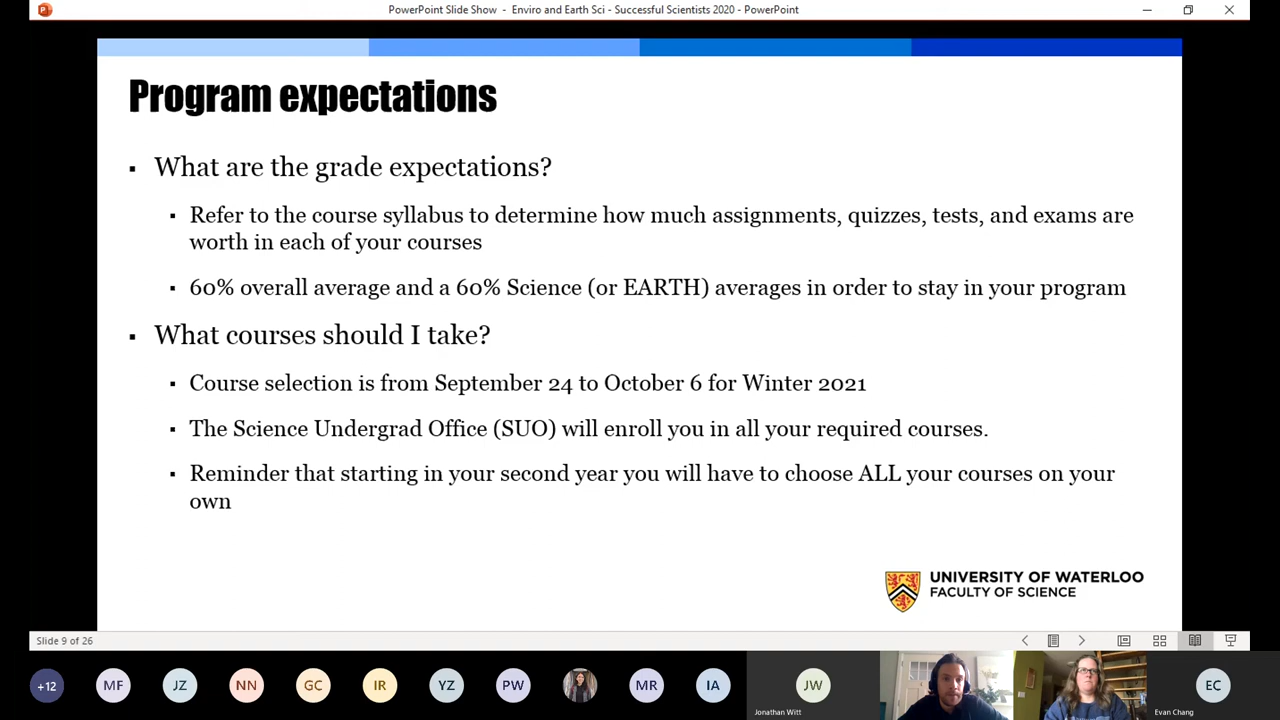 PowerPoint Slide Show - Enviro and Earth Sci - Successful Scientists 2020 - PowerPoint
Program expectations
▪ What are the grade expectations?
▪ Refer to the course syllabus to determine how much assignments, quizzes, tests, and exams are
worth in each of your courses
▪ 60% overall average and a 60% Science (or EARTH) averages in order to stay in your program
▪ What courses should I take?
▪ Course selection is from September 24 to October 6 for Winter 2021
▪ The Science Undergrad Office (SUO) will enroll you in all your required courses.
▪ Reminder that starting in your second year you will have to choose ALL your courses on your
own
UNIVERSITY OF WATERLOO
FACULTY OF SCIENCE
Slide 9 of 26
+12 MF JZ NN GC IR YZ PW MR IA JW EC
Jonathan Witt
Evan Chang